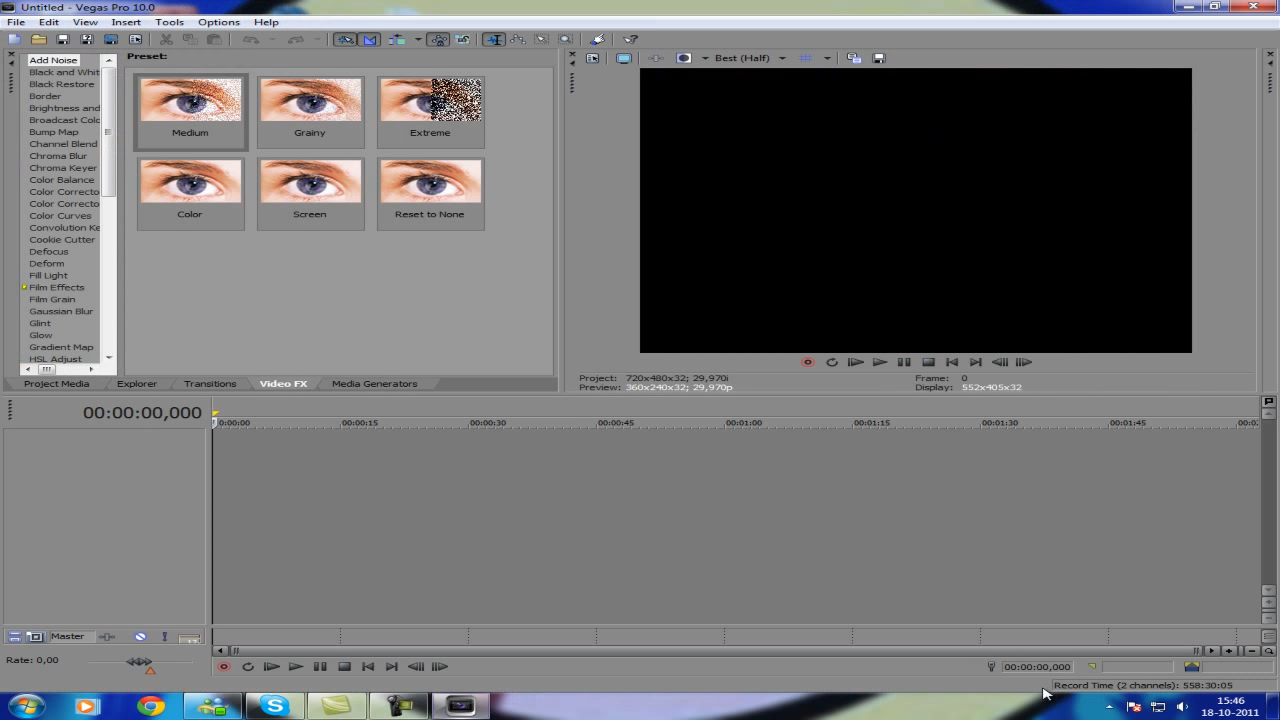 Untitled - Vegas Pro 10.0
File Edit View Insert Tools Options Help
Add Noise
Black and Whit
Black Restore
Border
Brightness and
Broadcast Colo
Bump Map
Channel Blend
Chroma Blur
Chroma Keyer
Color Balance
Color Correcto
Color Correcto
Color Curves
Convolution Ke
Cookie Cutter
Defocus
Deform
Fill Light
Film Effects
Film Grain
Gaussian Blur
Glint
Glow
Gradient Map
HSL Adjust
Preset:
Medium Grainy Extreme
Color Screen Reset to None
Best (Half)
Project: 720x480x32; 29,970i Frame: 0
Preview: 360x240x32; 29,970p Display: 552x405x32
Project Media Explorer Transitions Video FX Media Generators
00:00:00,000
0:00:00 00:00:15 00:00:30 00:00:45 00:01:00 00:01:15 00:01:30 00:01:45 00:0
Master
Rate: 0,00
00:00:00,000
Record Time (2 channels): 558:30:05
15:46
18-10-2011